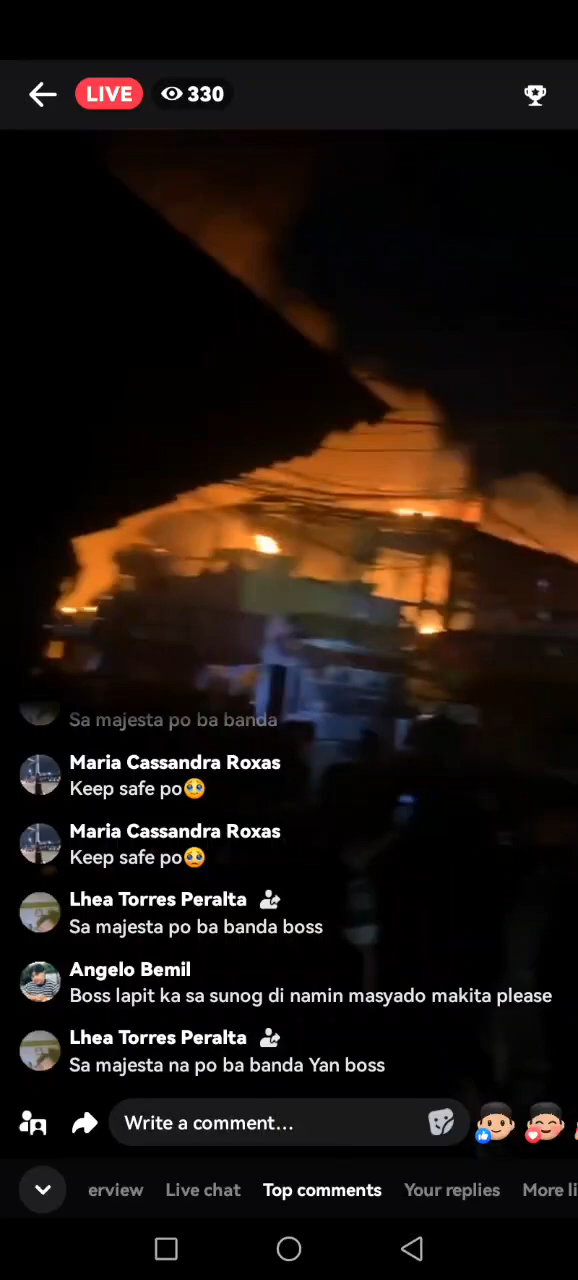 LIVE 330
Sa majesta po ba banda
Maria Cassandra Roxas
Keep safe po🥹
Maria Cassandra Roxas
Keep safe po😢
Lhea Torres Peralta
Sa majesta po ba banda boss
Angelo Bemil
Boss lapit ka sa sunog di namin masyado makita please
Lhea Torres Peralta
Sa majesta na po ba banda Yan boss
Write a comment...
erview Live chat Top comments Your replies More li